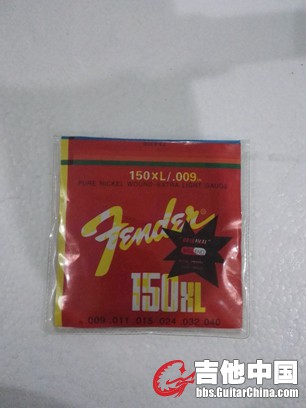 150XL/.009
PURE NICKEL WOUND-EXTRA LIGHT GAUGE
Fender®
150XL
.009 .011 .016 .024 .032 .040
吉他中国
bbs.GuitarChina.com